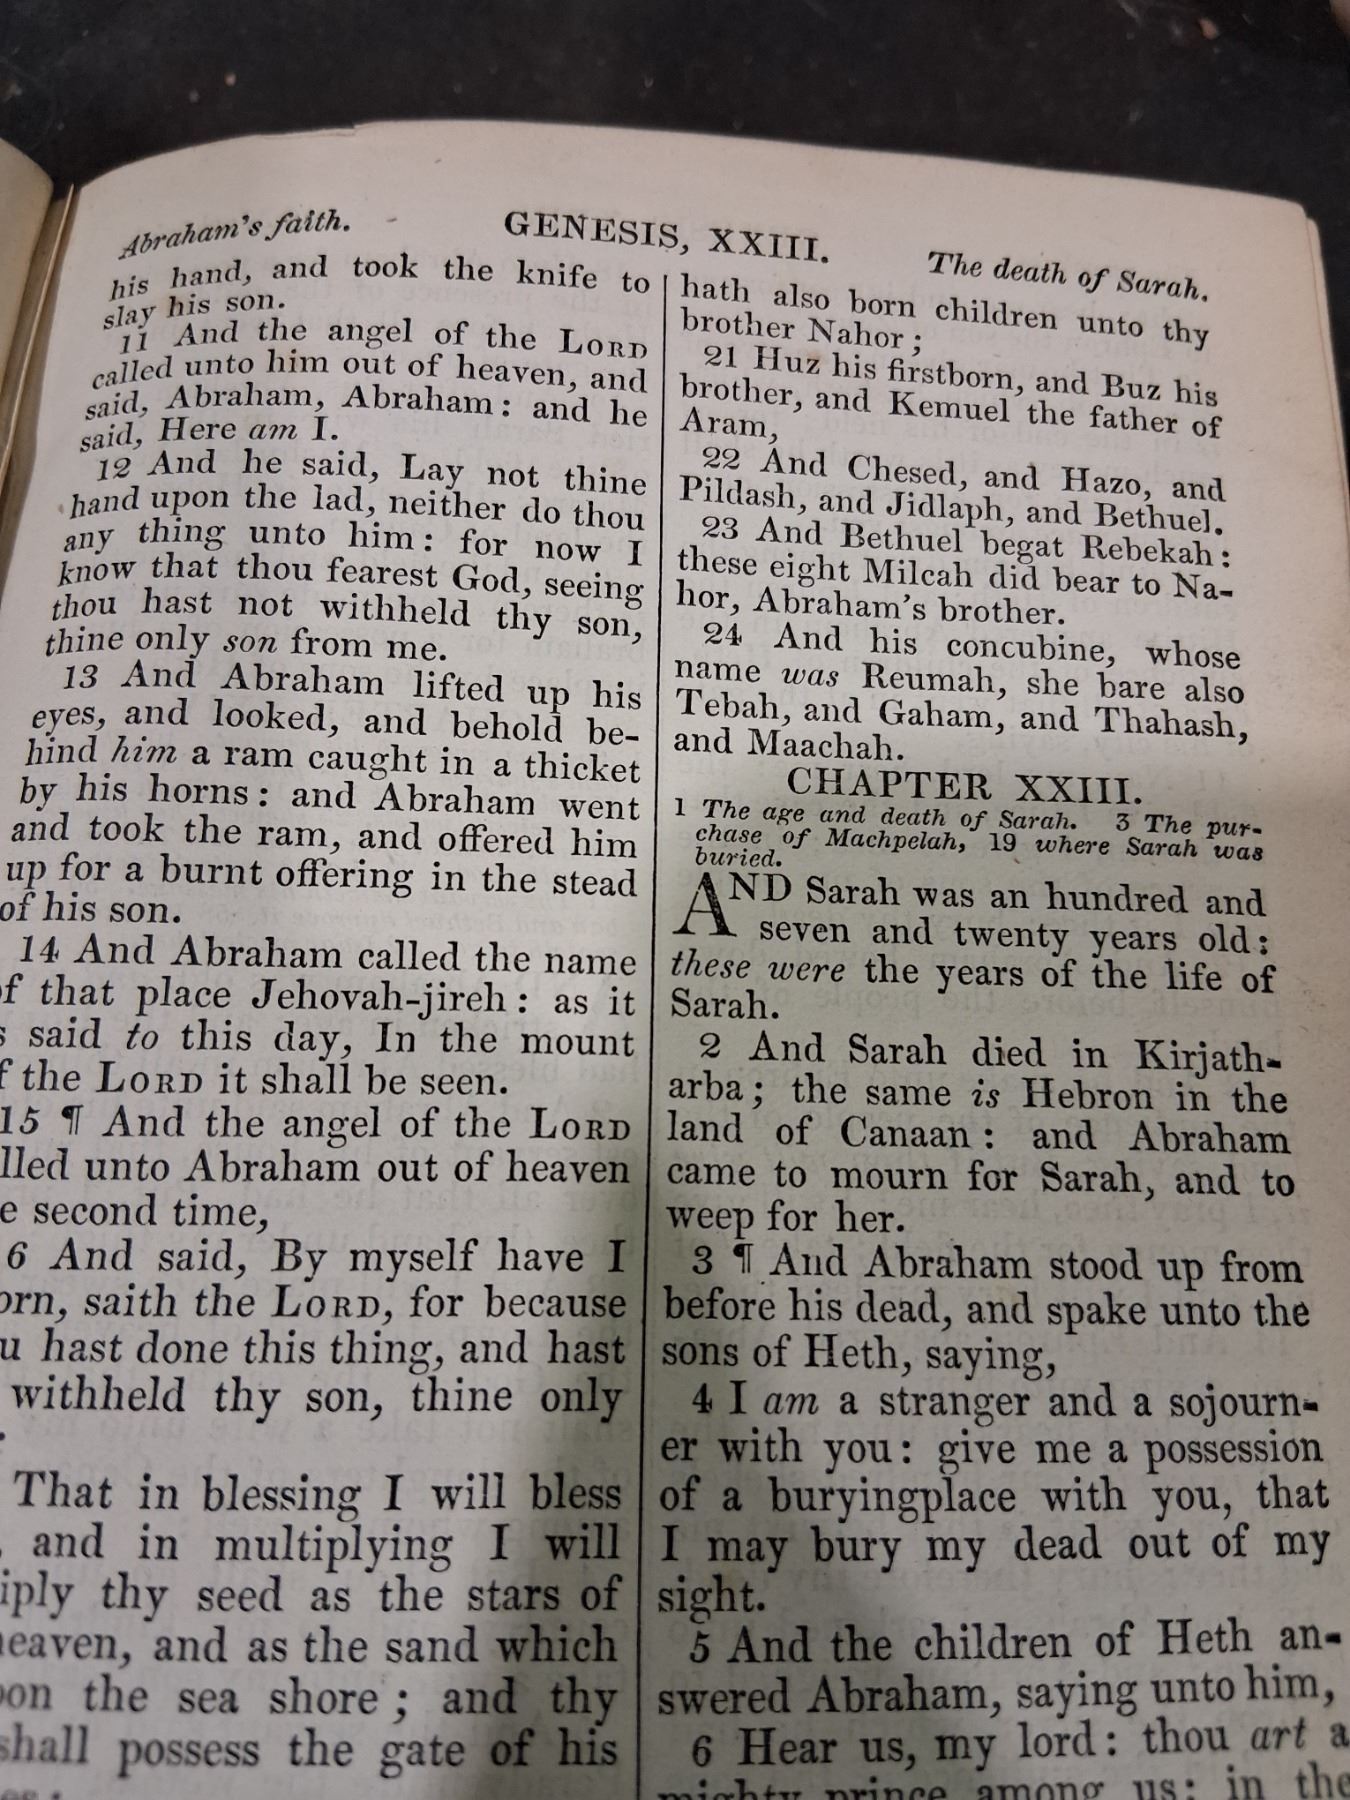 Abraham's faith.
GENESIS, XXIII.
The death of Sarah.
his hand, and took the knife to
slay his son.
11 And the angel of the LORD
called unto him out of heaven, and
said, Abraham, Abraham: and he
said, Here am I.
12 And he said, Lay not thine
hand upon the lad, neither do thou
any thing unto him: for now I
know that thou fearest God, seeing
thou hast not withheld thy son,
thine only son from me.
13 And Abraham lifted up his
eyes, and looked, and behold be-
hind him a ram caught in a thicket
by his horns: and Abraham went
and took the ram, and offered him
up for a burnt offering in the stead
of his son.
14 And Abraham called the name
f that place Jehovah-jireh: as it
s said to this day, In the mount
f the LORD it shall be seen.
15 ¶ And the angel of the LORD
lled unto Abraham out of heaven
e second time,
6 And said, By myself have I
orn, saith the LORD, for because
u hast done this thing, and hast
withheld thy son, thine only
That in blessing I will bless
, and in multiplying I will
iply thy seed as the stars of
eaven, and as the sand which
on the sea shore; and thy
shall possess the gate of his
hath also born children unto thy
brother Nahor;
21 Huz his firstborn, and Buz his
brother, and Kemuel the father of
Aram,
22 And Chesed, and Hazo, and
Pildash, and Jidlaph, and Bethuel.
23 And Bethuel begat Rebekah:
these eight Milcah did bear to Na-
hor, Abraham's brother.
24 And his concubine, whose
name was Reumah, she bare also
Tebah, and Gaham, and Thahash,
and Maachah.
CHAPTER XXIII.
1 The age and death of Sarah. 3 The pur-
chase of Machpelah, 19 where Sarah was
buried.
AND Sarah was an hundred and
seven and twenty years old:
these were the years of the life of
Sarah.
2 And Sarah died in Kirjath-
arba; the same is Hebron in the
land of Canaan: and Abraham
came to mourn for Sarah, and to
weep for her.
3 ¶ And Abraham stood up from
before his dead, and spake unto the
sons of Heth, saying,
4 I am a stranger and a sojourn-
er with you: give me a possession
of a buryingplace with you, that
I may bury my dead out of my
sight.
5 And the children of Heth an-
swered Abraham, saying unto him,
6 Hear us, my lord: thou art a
mighty prince among us: in the